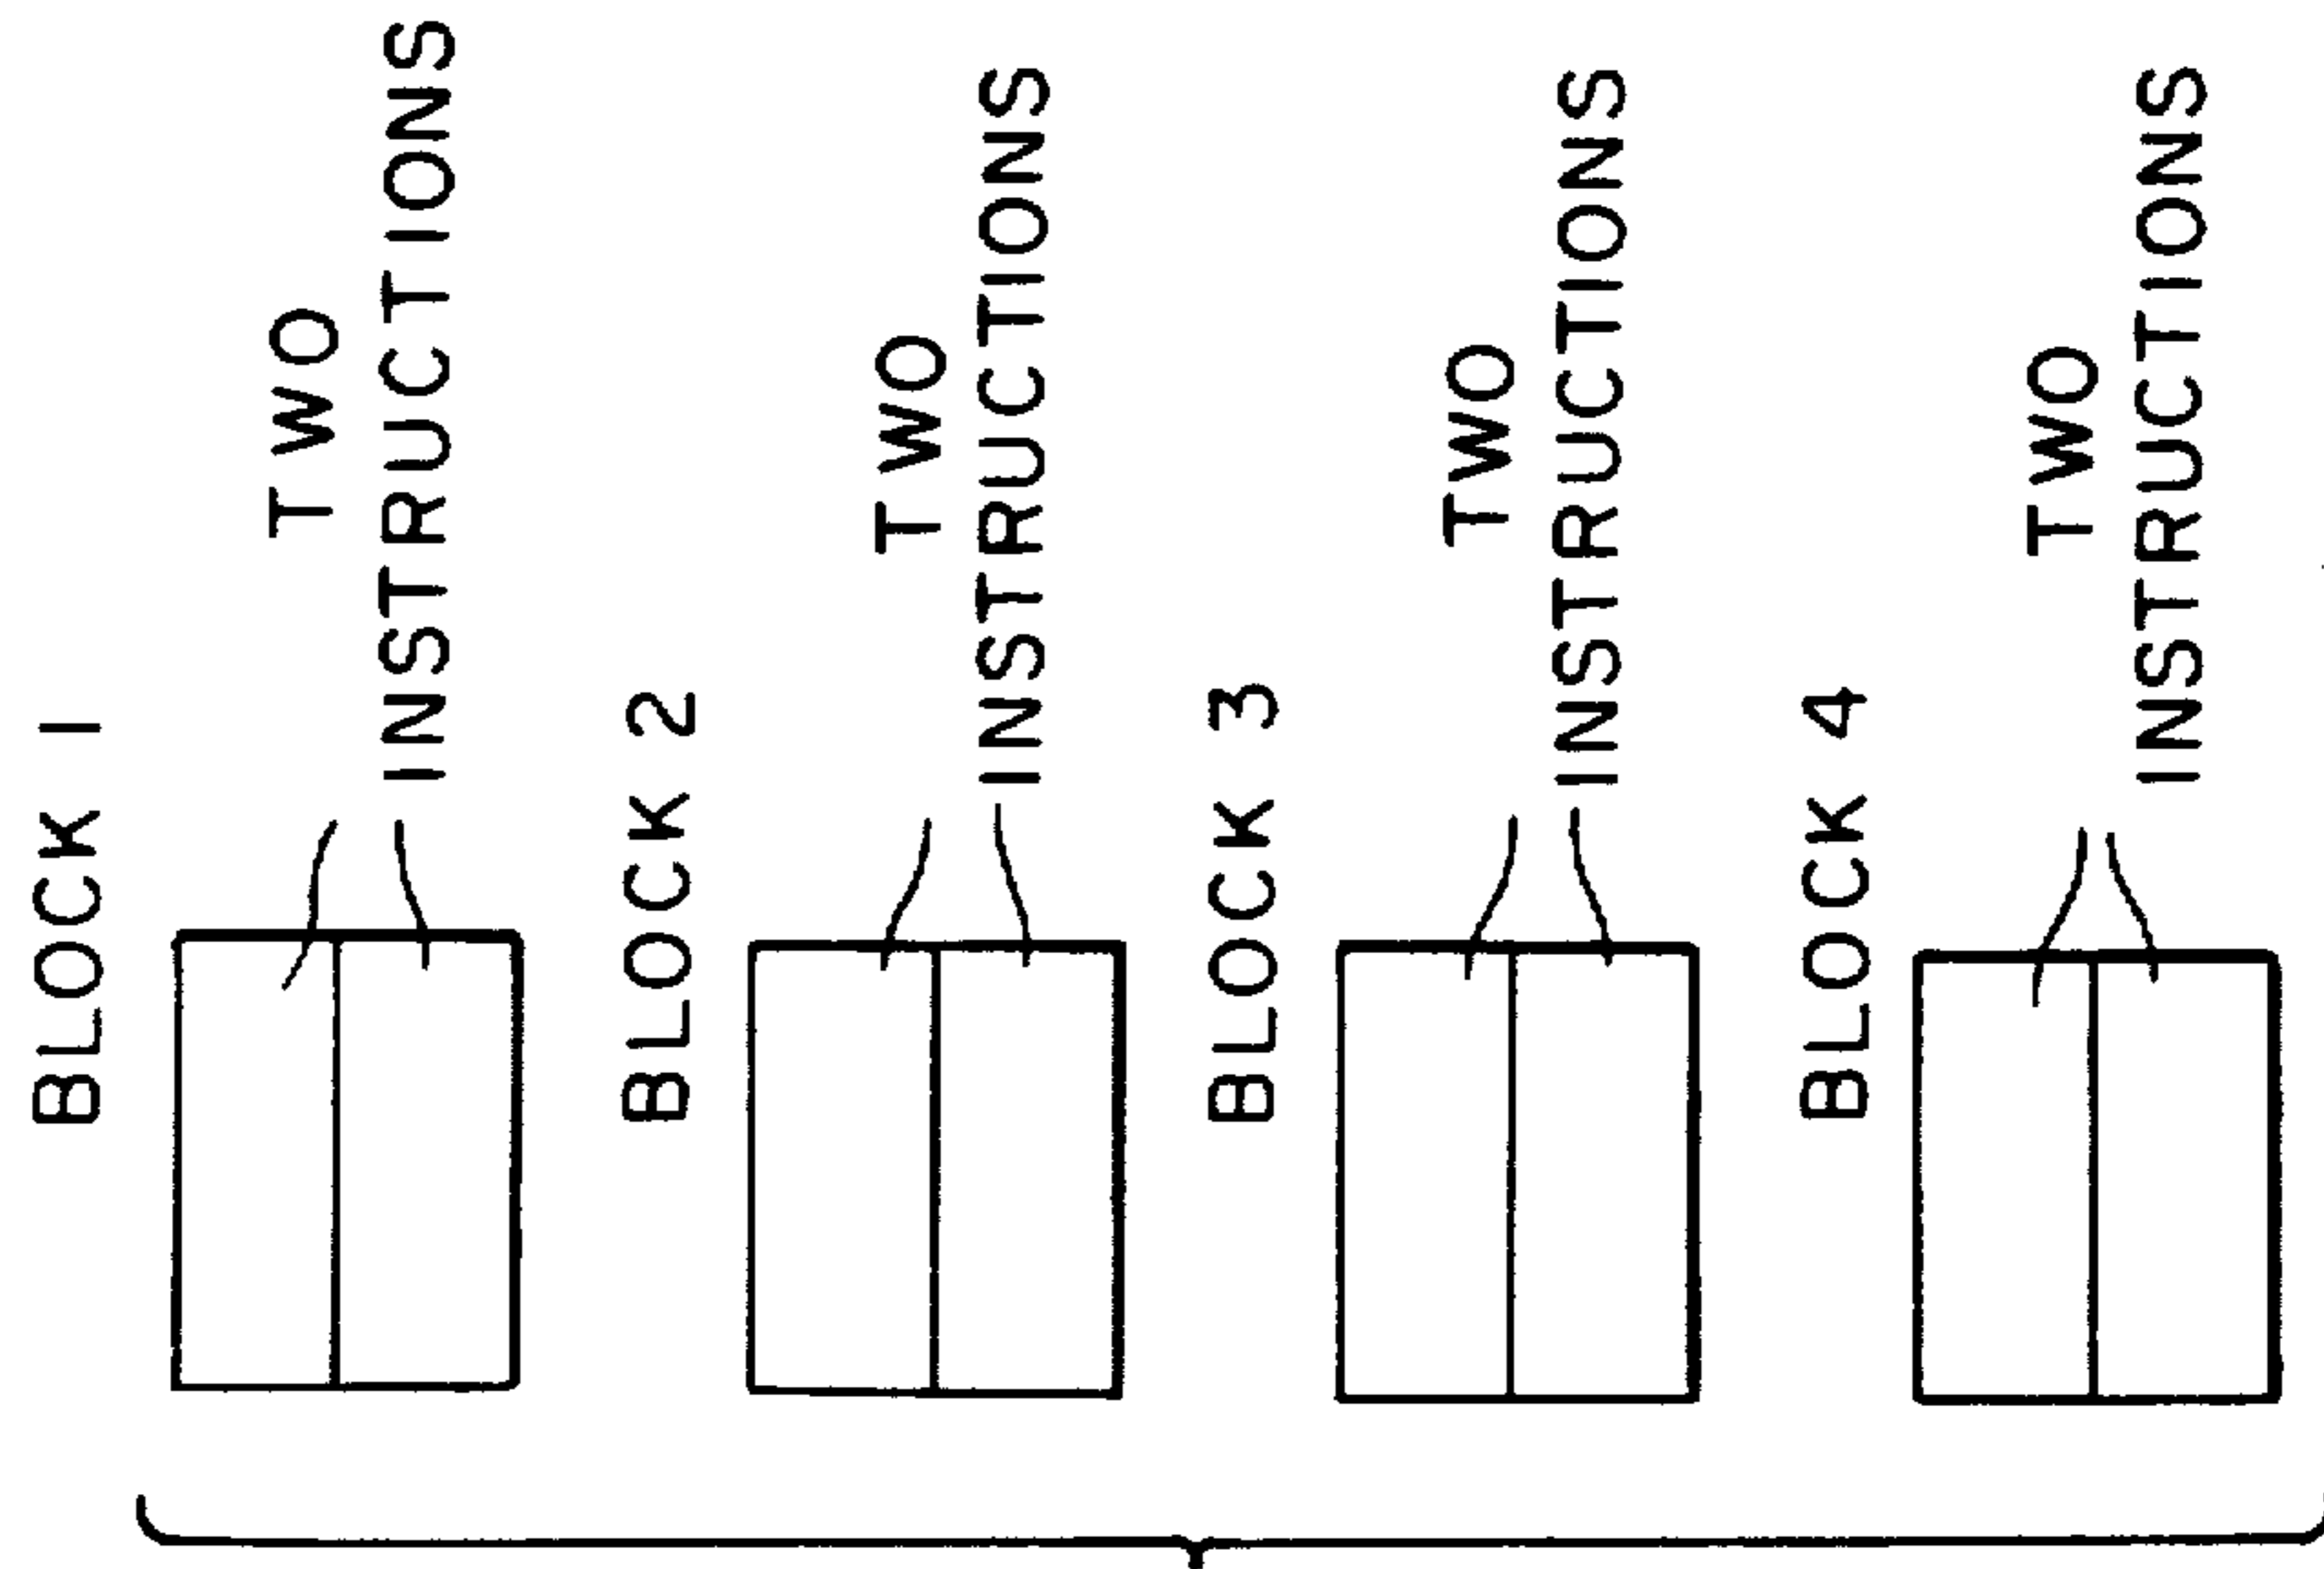 BLOCK 1
TWO
INSTRUCTIONS
BLOCK 2
TWO
INSTRUCTIONS
BLOCK 3
TWO
INSTRUCTIONS
BLOCK 4
TWO
INSTRUCTIONS